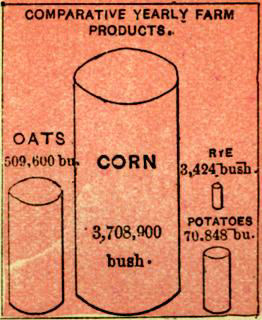 COMPARATIVE YEARLY FARM
PRODUCTS.
OATS
509,600 bu.
CORN
3,708,900
bush.
RYE
3,424 bush.
POTATOES
70.848 bu.